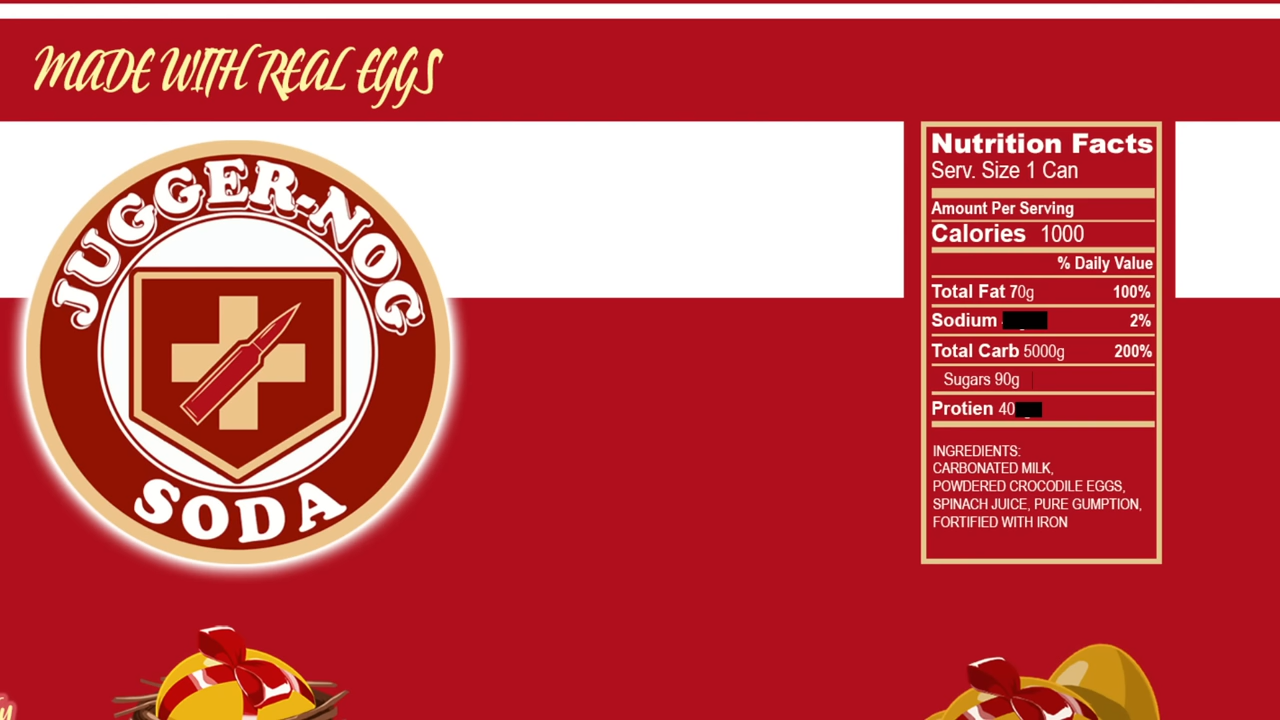 MADE WITH REAL EGGS
JUGGER-NOG
SODA
Nutrition Facts
Serv. Size 1 Can
Amount Per Serving
Calories 1000
% Daily Value
Total Fat 70g 100%
Sodium 2%
Total Carb 5000g 200%
Sugars 90g
Protien 40
INGREDIENTS:
CARBONATED MILK,
POWDERED CROCODILE EGGS,
SPINACH JUICE, PURE GUMPTION,
FORTIFIED WITH IRON